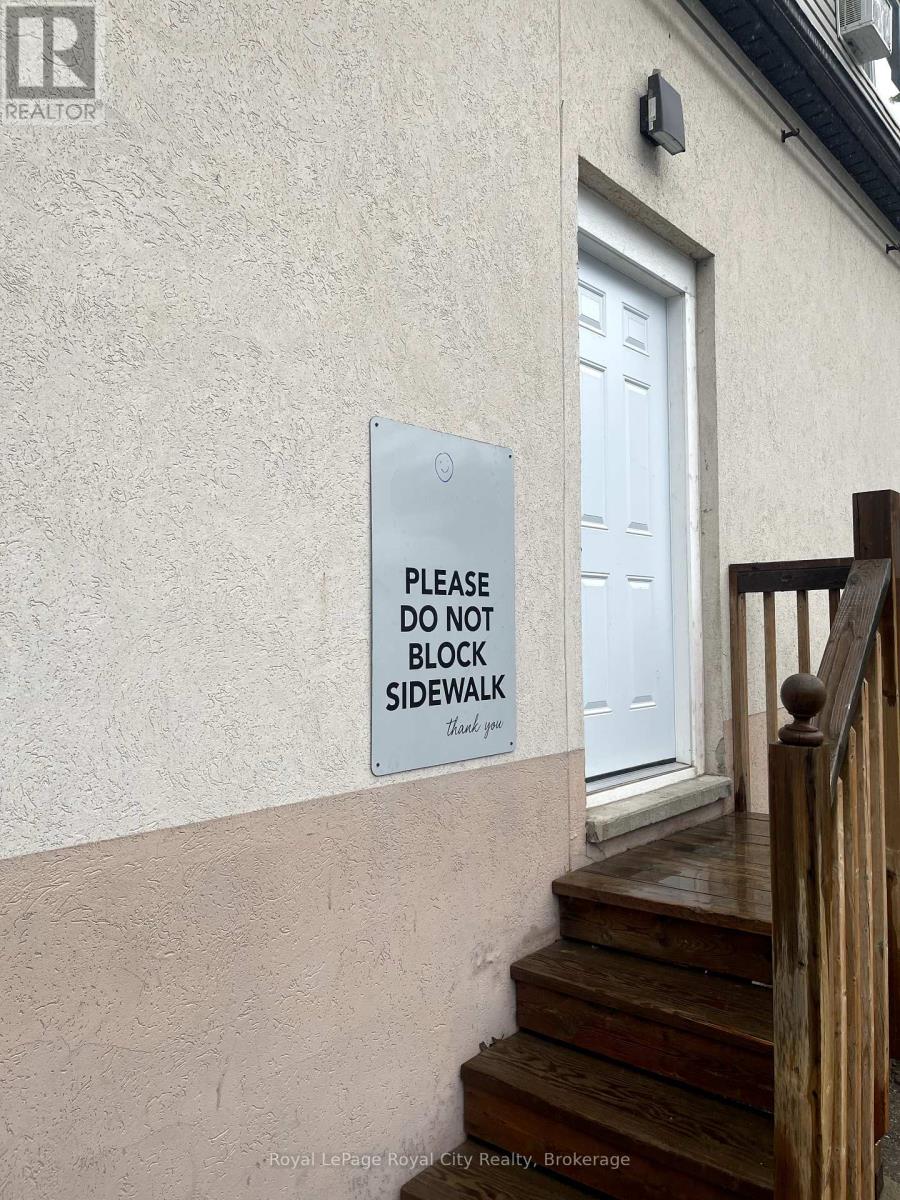 REALTOR®
PLEASE
DO NOT
BLOCK
SIDEWALK
thank you
Royal LePage Royal City Realty, Brokerage